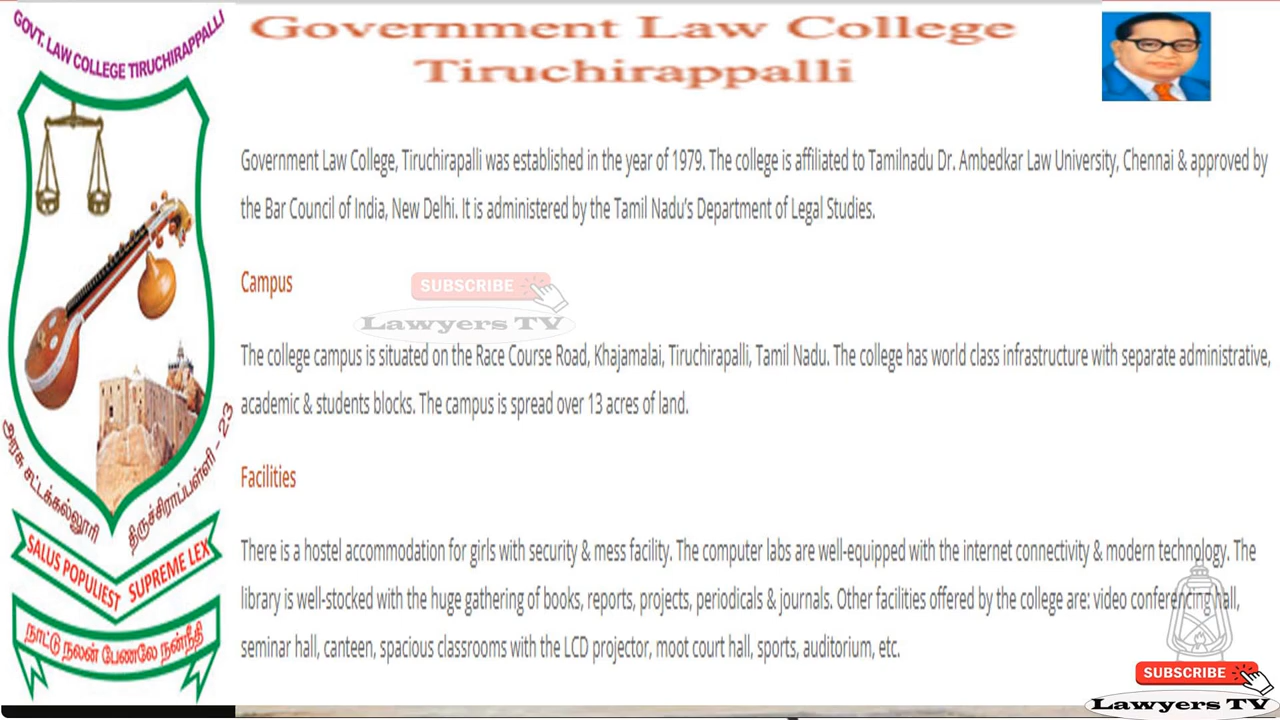 GOVT. LAW COLLEGE TIRUCHIRAPPALLI
Government Law College
Tiruchirappalli
Government Law College, Tiruchirapalli was established in the year of 1979. The college is affiliated to Tamilnadu Dr. Ambedkar Law University, Chennai & approved by
the Bar Council of India, New Delhi. It is administered by the Tamil Nadu's Department of Legal Studies.
Campus
SUBSCRIBE
Lawyers TV
The college campus is situated on the Race Course Road, Khajamalai, Tiruchirapalli, Tamil Nadu. The college has world class infrastructure with separate administrative,
academic & students blocks. The campus is spread over 13 acres of land.
Facilities
There is a hostel accommodation for girls with security & mess facility. The computer labs are well-equipped with the internet connectivity & modern technology. The
library is well-stocked with the huge gathering of books, reports, projects, periodicals & journals. Other facilities offered by the college are: video conferencing hall,
seminar hall, canteen, spacious classrooms with the LCD projector, moot court hall, sports, auditorium, etc.
அரசு சட்டக்கல்லூரி திருச்சிராப்பள்ளி - 23
SALUS POPULIEST SUPREME LEX
நாட்டு நலன் பேணலே நன்நீதி
SUBSCRIBE
Lawyers TV